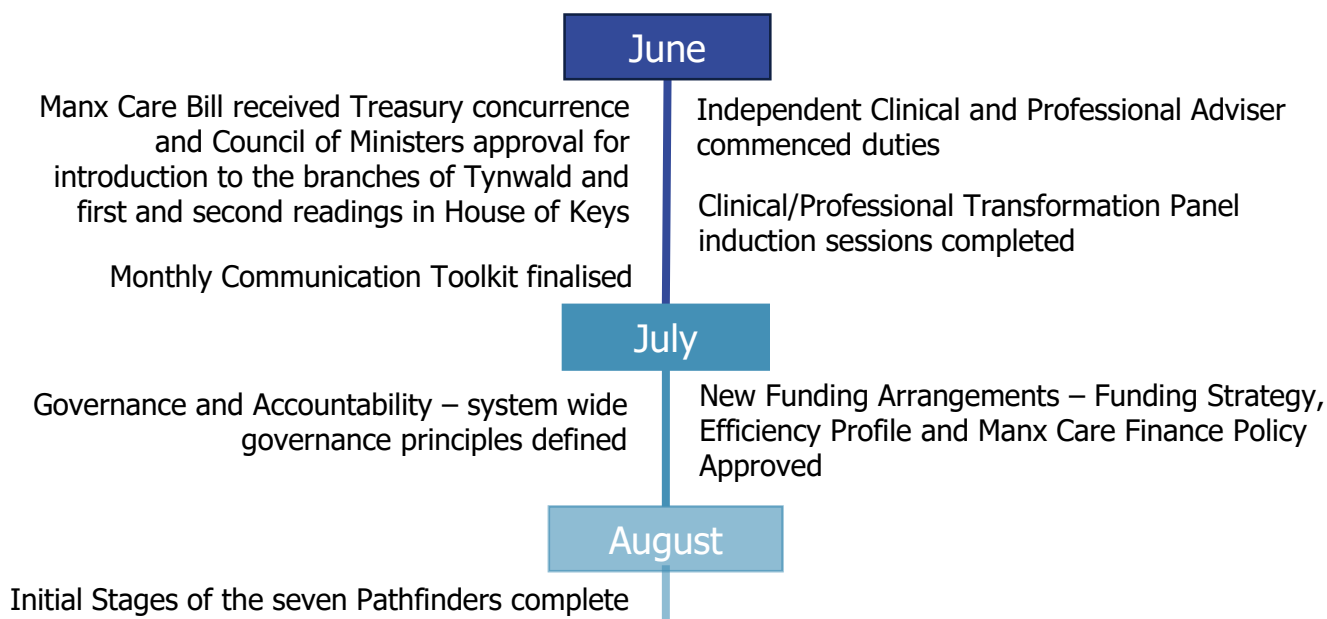 June
Manx Care Bill received Treasury concurrence
and Council of Ministers approval for
introduction to the branches of Tynwald and
first and second readings in House of Keys
Monthly Communication Toolkit finalised
Independent Clinical and Professional Adviser
commenced duties
Clinical/Professional Transformation Panel
induction sessions completed
July
Governance and Accountability – system wide
governance principles defined
New Funding Arrangements – Funding Strategy,
Efficiency Profile and Manx Care Finance Policy
Approved
August
Initial Stages of the seven Pathfinders complete